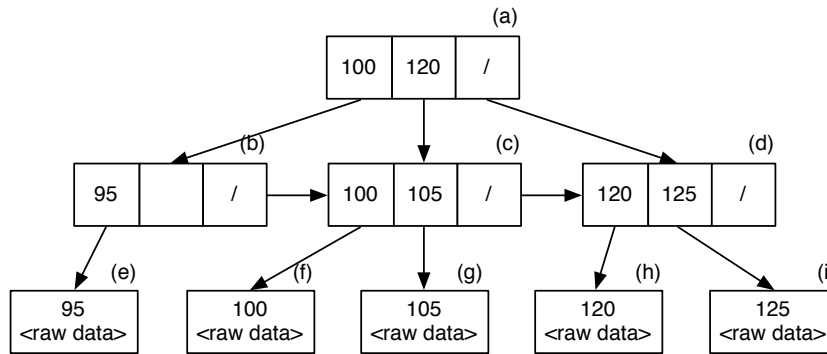 (a)
100 120 /
(b) (c) (d)
95 / 100 105 / 120 125 /
(e) (f) (g) (h) (i
95 100 105 120 125
<raw data> <raw data> <raw data> <raw data> <raw data>